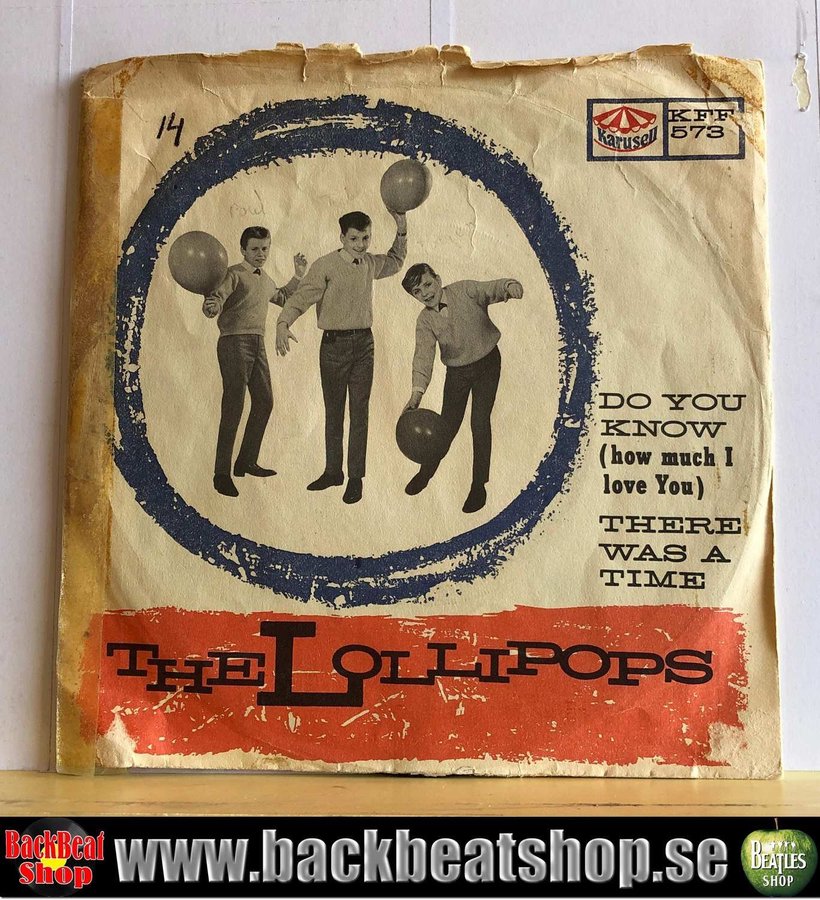 14
Karusell
KFF
573
DO YOU
KNOW
(how much I
love You)
THERE
WAS A
TIME
THE LOLLIPOPS
BackBeat
Shop
www.backbeatshop.se
BEATLES
SHOP